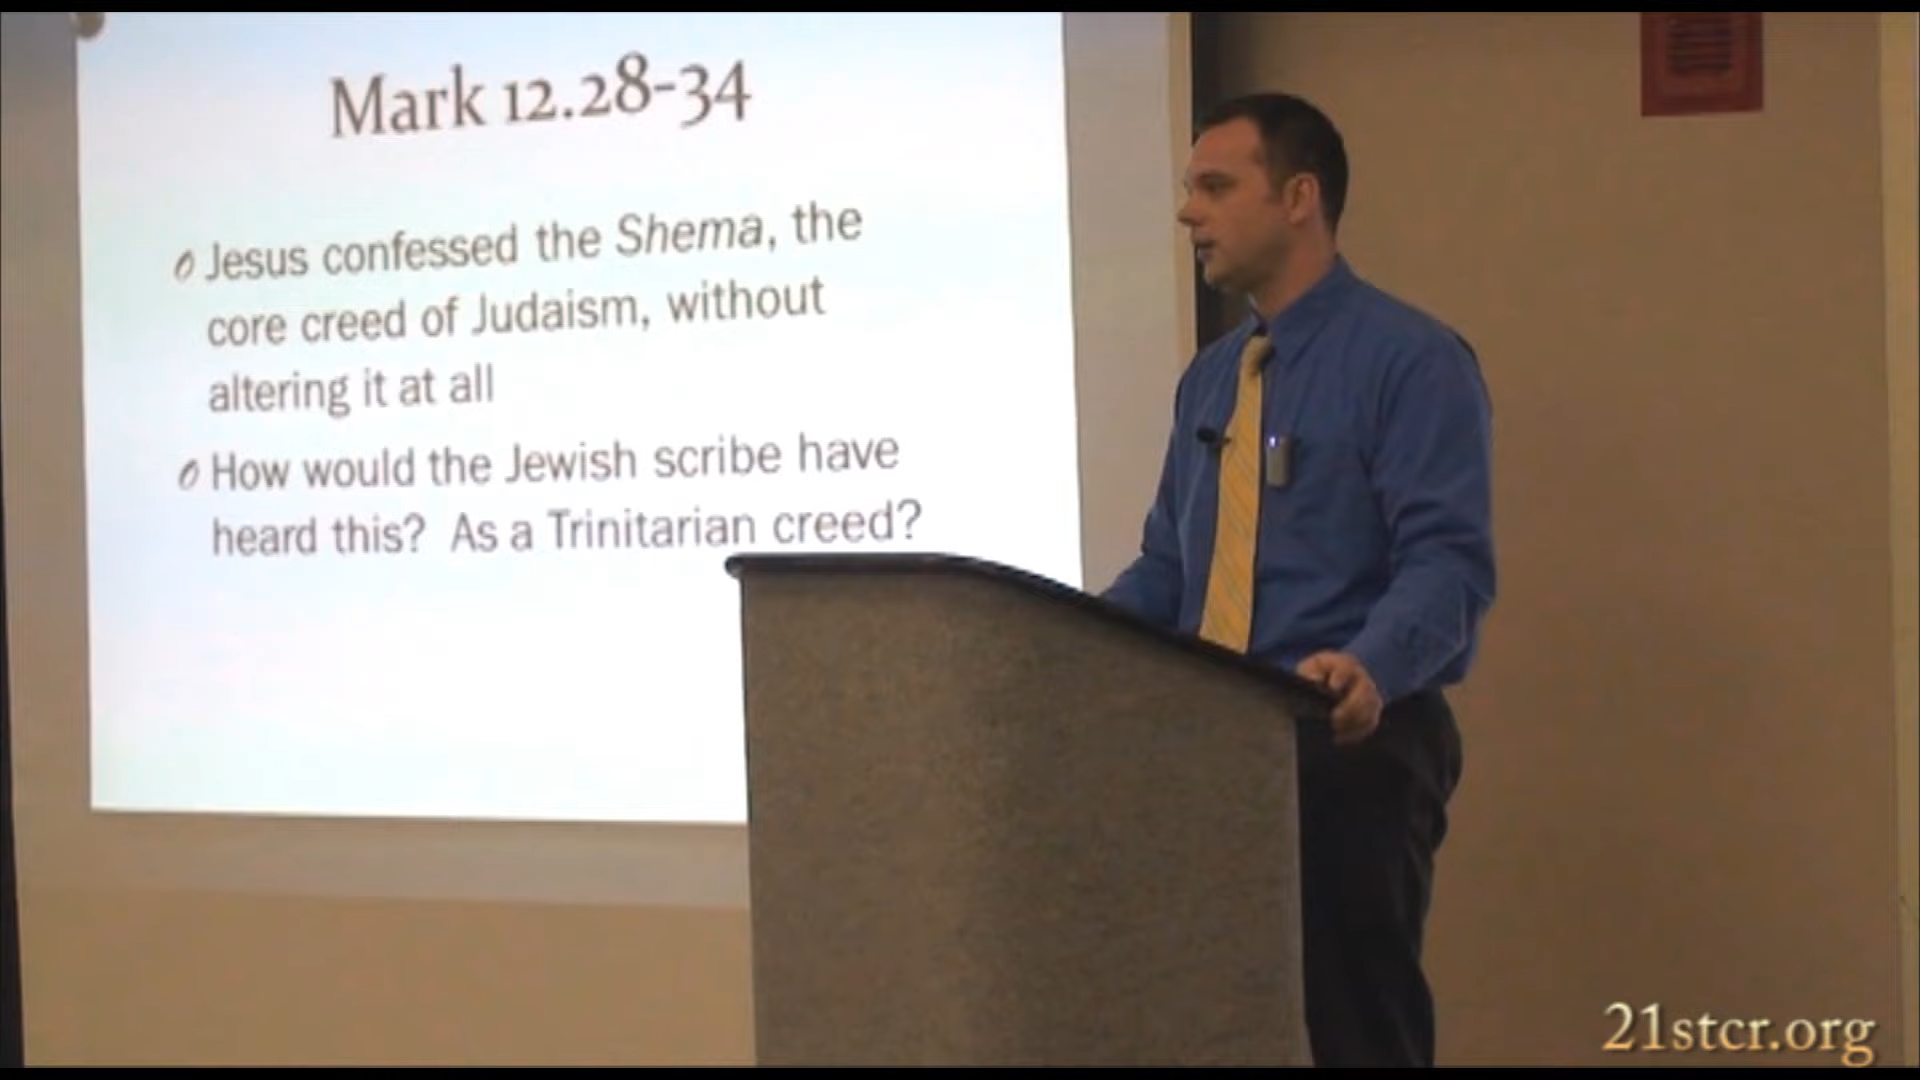 Mark 12.28-34
Jesus confessed the Shema, the
core creed of Judaism, without
altering it at all
How would the Jewish scribe have
heard this? As a Trinitarian creed?
21stcr.org